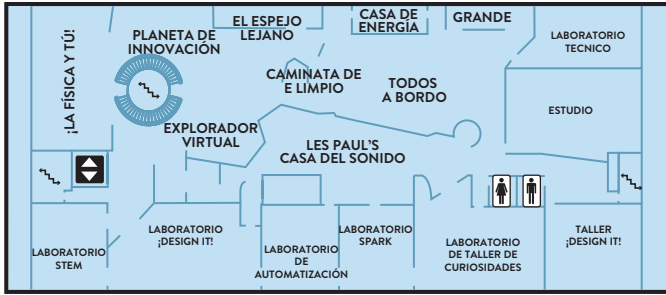 EL ESPEJO
LEJANO
CASA DE
ENERGÍA
GRANDE
¡LA FÍSICA Y TÚ!
PLANETA DE
INNOVACIÓN
LABORATORIO
TECNICO
CAMINATA DE
E LIMPIO
TODOS
A BORDO
ESTUDIO
EXPLORADOR
VIRTUAL
LES PAUL'S
CASA DEL SONIDO
LABORATORIO
STEM
LABORATORIO
¡DESIGN IT!
LABORATORIO
DE
AUTOMATIZACIÓN
LABORATORIO
SPARK
LABORATORIO
DE TALLER DE
CURIOSIDADES
TALLER
¡DESIGN IT!